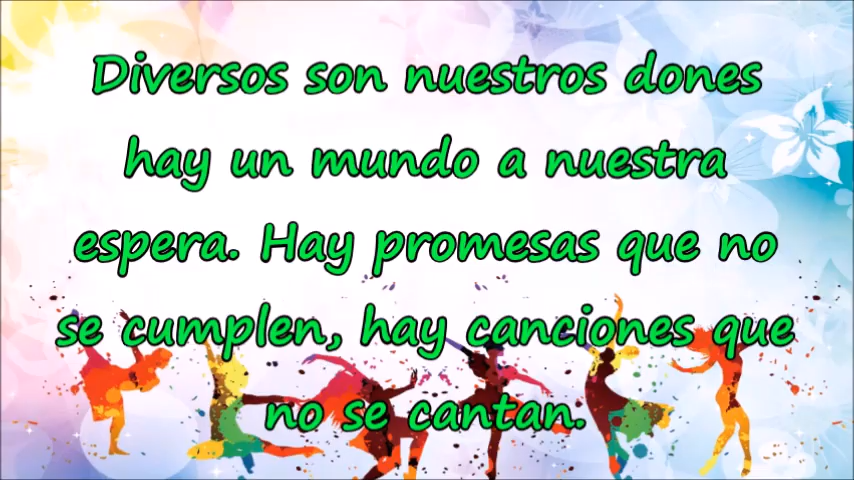 Diversos son nuestros dones
hay un mundo a nuestra
espera. Hay promesas que no
se cumplen, hay canciones que
no se cantan.